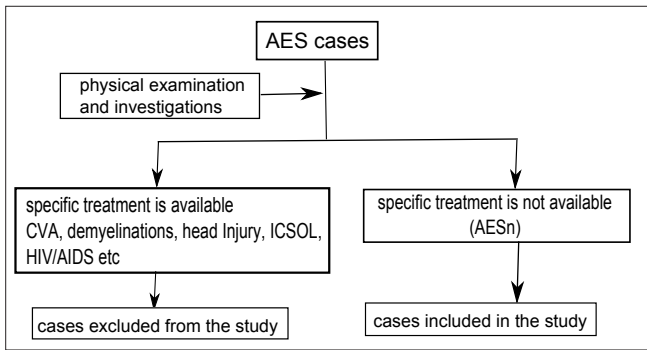 AES cases
physical examination
and investigations
specific treatment is available
CVA, demyelinations, head Injury, ICSOL,
HIV/AIDS etc
specific treatment is not available
(AESn)
cases excluded from the study
cases included in the study